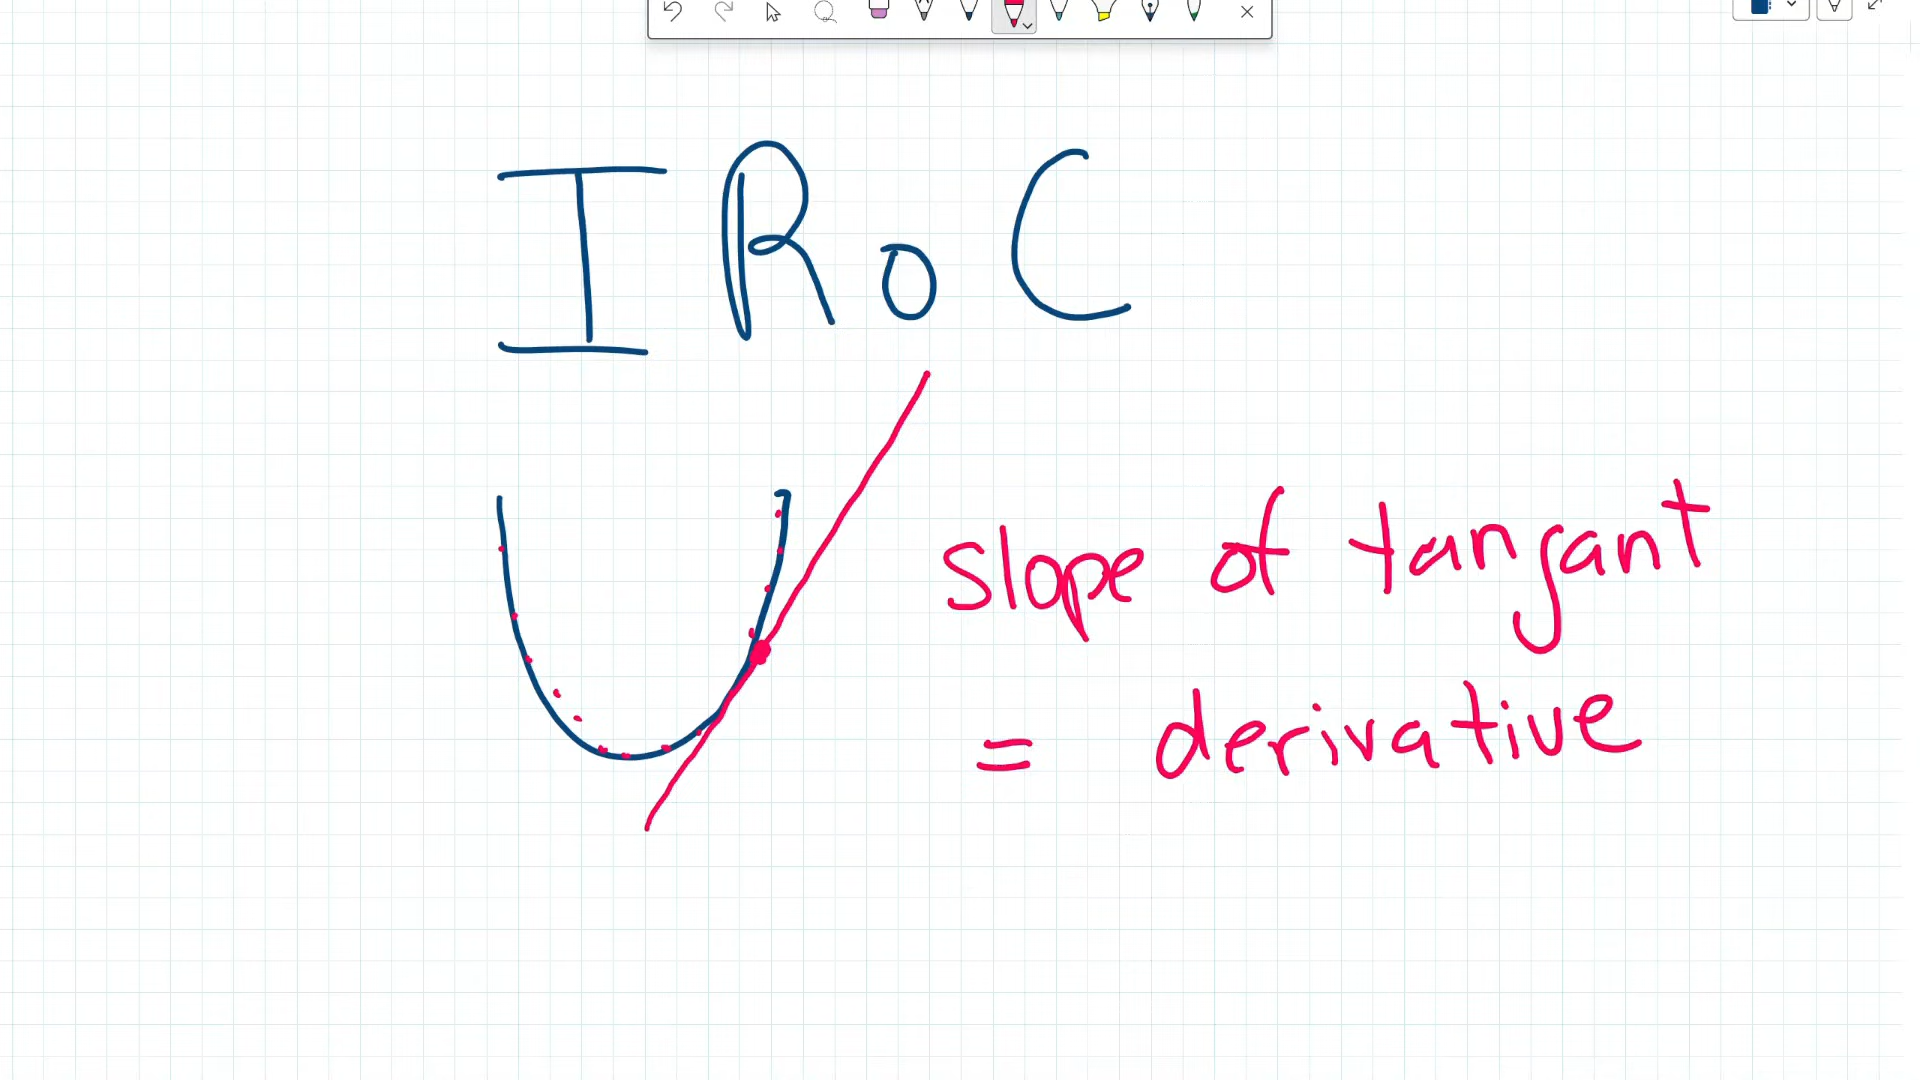 IRoC
slope of tangant
= derivative